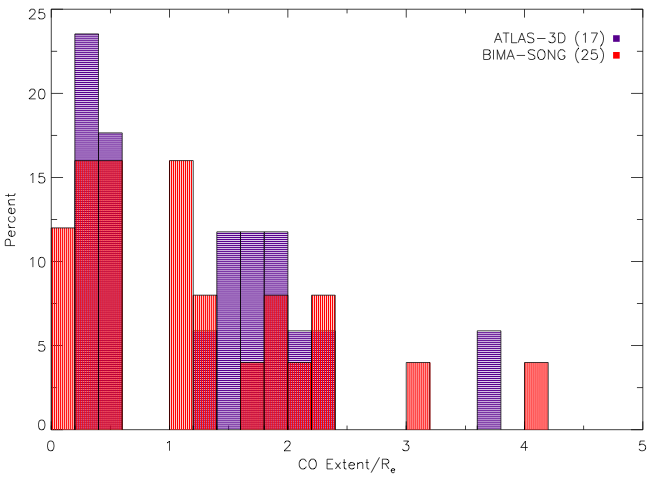 25
20
15
10
5
0
Percent
ATLAS-3D (17)
BIMA-SONG (25)
0 1 2 3 4 5
CO Extent/Re